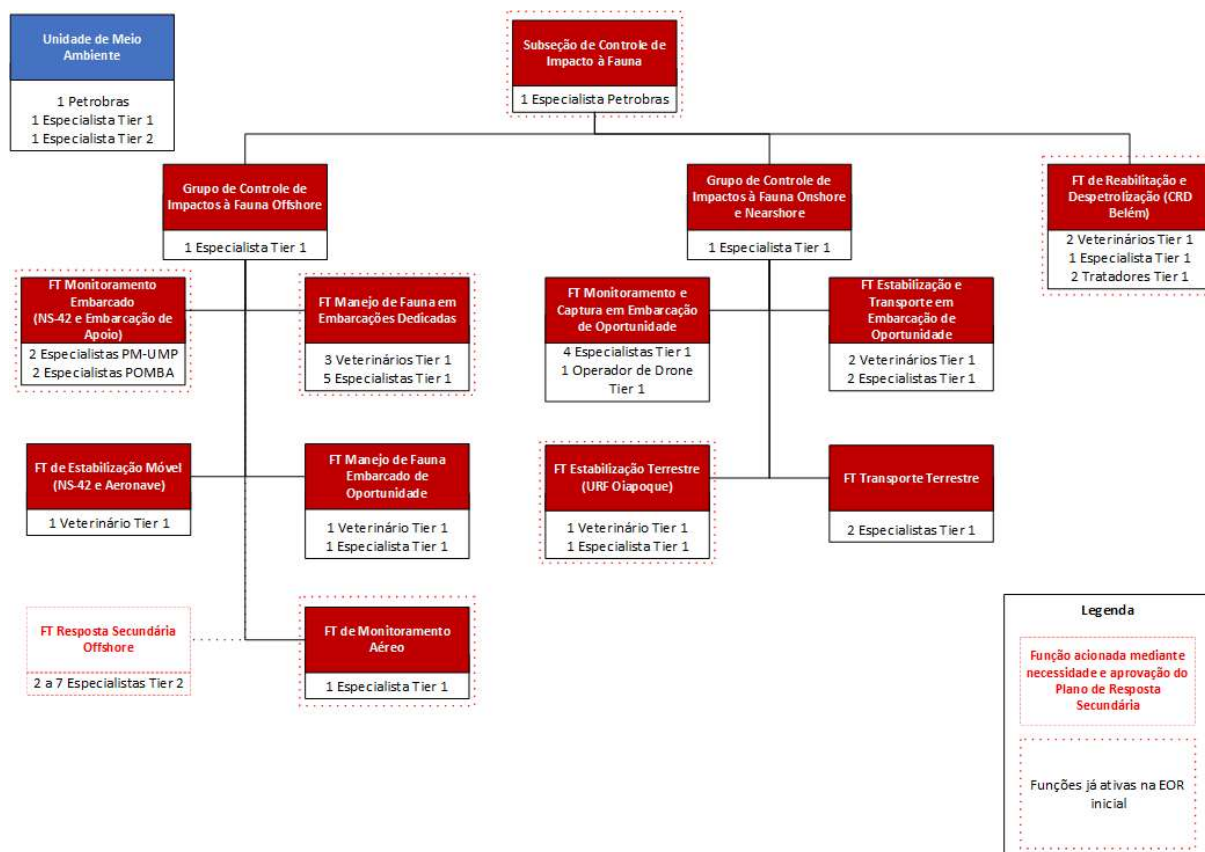 Unidade de Meio
Ambiente
1 Petrobras
1 Especialista Tier 1
1 Especialista Tier 2
Subseção de Controle de
Impacto à Fauna
1 Especialista Petrobras
Grupo de Controle de
Impactos à Fauna Offshore
1 Especialista Tier 1
Grupo de Controle de
Impactos à Fauna Onshore
e Nearshore
1 Especialista Tier 1
FT de Reabilitação e
Despetrolização (CRD
Belém)
2 Veterinários Tier 1
1 Especialista Tier 1
2 Tratadores Tier 1
FT Monitoramento
Embarcado
(NS-42 e Embarcação de
Apoio)
2 Especialistas PM-UMP
2 Especialistas POMBA
FT Manejo de Fauna em
Embarcações Dedicadas
3 Veterinários Tier 1
5 Especialistas Tier 1
FT Monitoramento e
Captura em Embarcação
de Oportunidade
4 Especialistas Tier 1
1 Operador de Drone
Tier 1
FT Estabilização e
Transporte em
Embarcação de
Oportunidade
2 Veterinários Tier 1
2 Especialistas Tier 1
FT de Estabilização Móvel
(NS-42 e Aeronave)
1 Veterinário Tier 1
FT Manejo de Fauna
Embarcado de
Oportunidade
1 Veterinário Tier 1
1 Especialista Tier 1
FT Estabilização Terrestre
(URF Oiapoque)
1 Veterinário Tier 1
1 Especialista Tier 1
FT Transporte Terrestre
2 Especialistas Tier 1
FT Resposta Secundária
Offshore
2 a 7 Especialistas Tier 2
FT de Monitoramento
Aéreo
1 Especialista Tier 1
Legenda
Função acionada mediante
necessidade e aprovação do
Plano de Resposta
Secundária
Funções já ativas na EOR
inicial